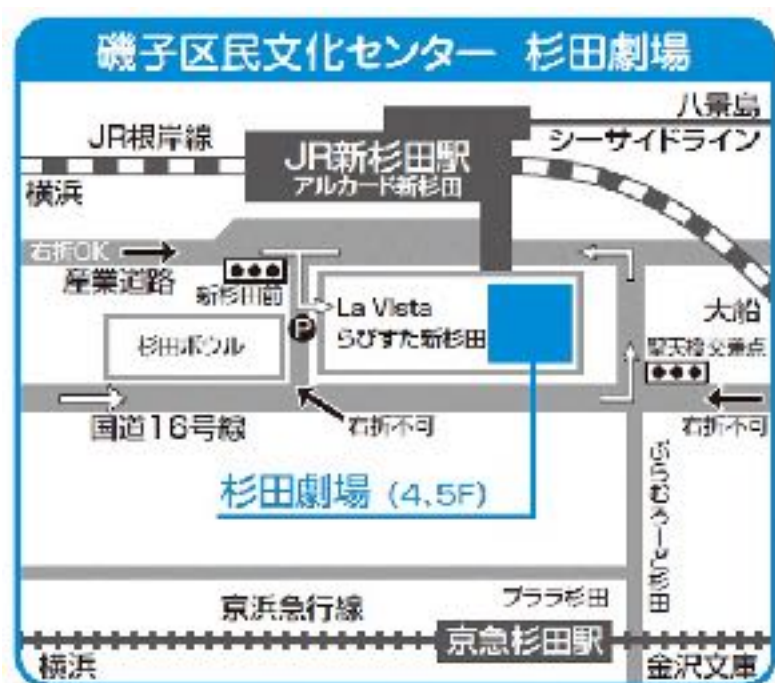 磯子区民文化センター 杉田劇場
八景島
JR根岸線
シーサイドライン
JR新杉田駅
アルカード新杉田
横浜
右折OK
産業道路
新杉田前
La Vista
らびすた新杉田
大船
杉田ボウル
P
聖天橋交差点
国道16号線
右折不可
右折不可
杉田劇場 (4,5F)
ぷらむろーど杉田
プララ杉田
京浜急行線
京急杉田駅
横浜
金沢文庫